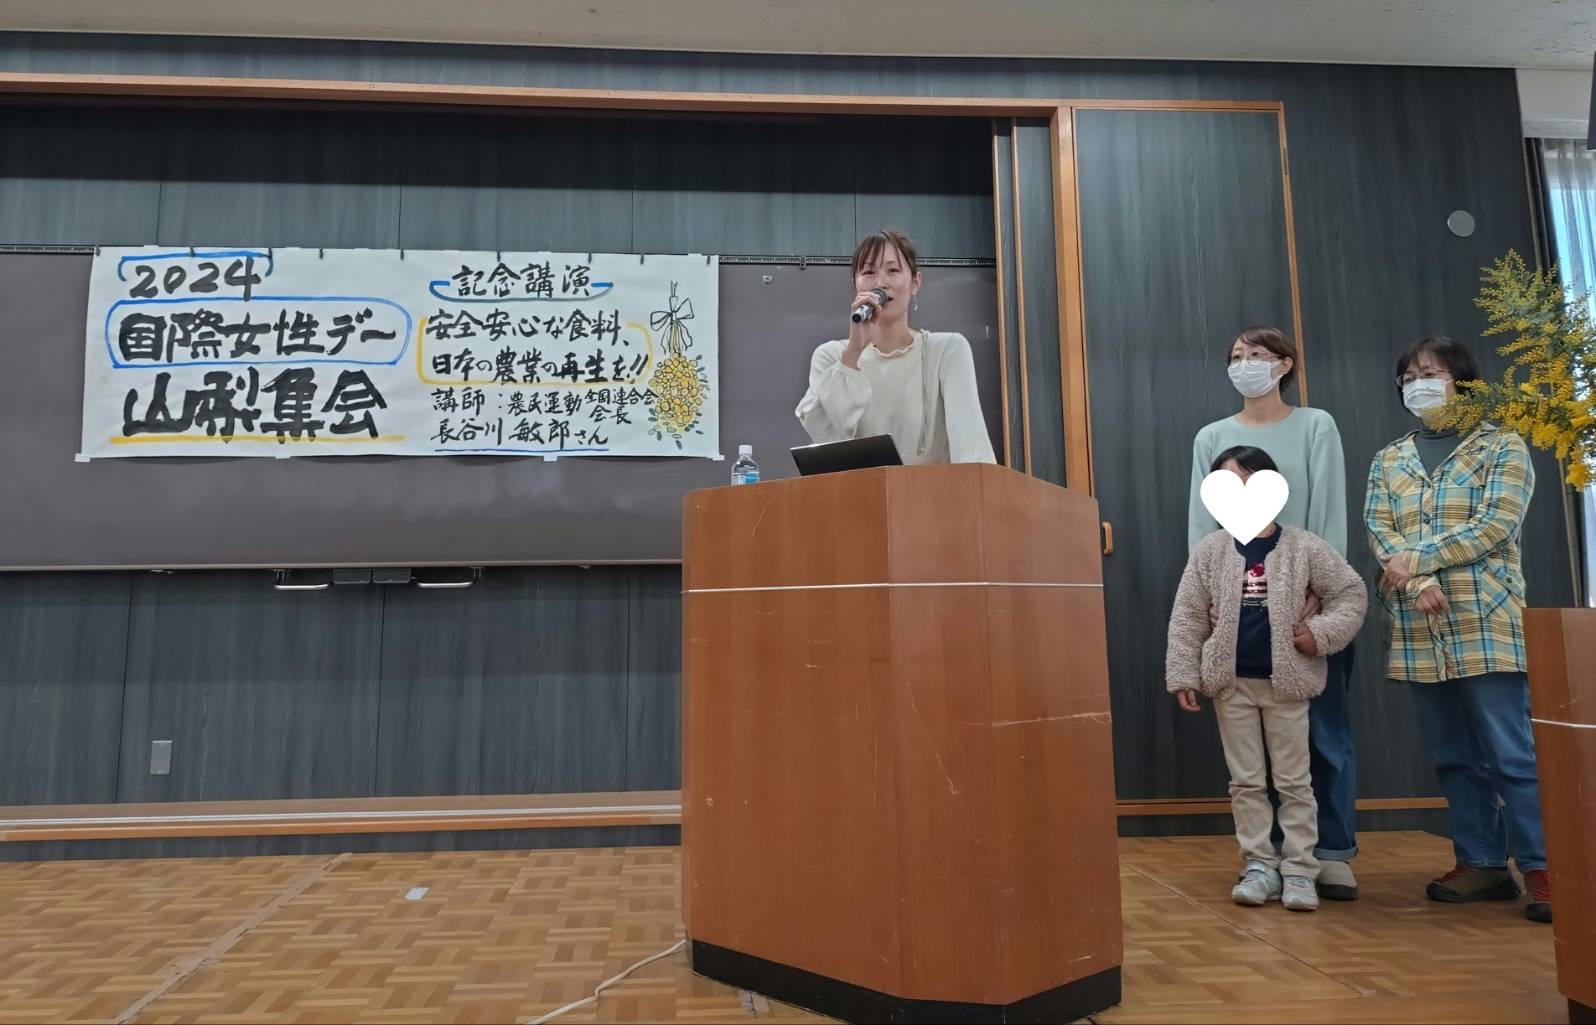 2024
国際女性デー
山梨集会
記念講演
安全安心な食料、
日本の農業の再生を!!
講師:農民運動全国連合会会長
長谷川敏郎さん